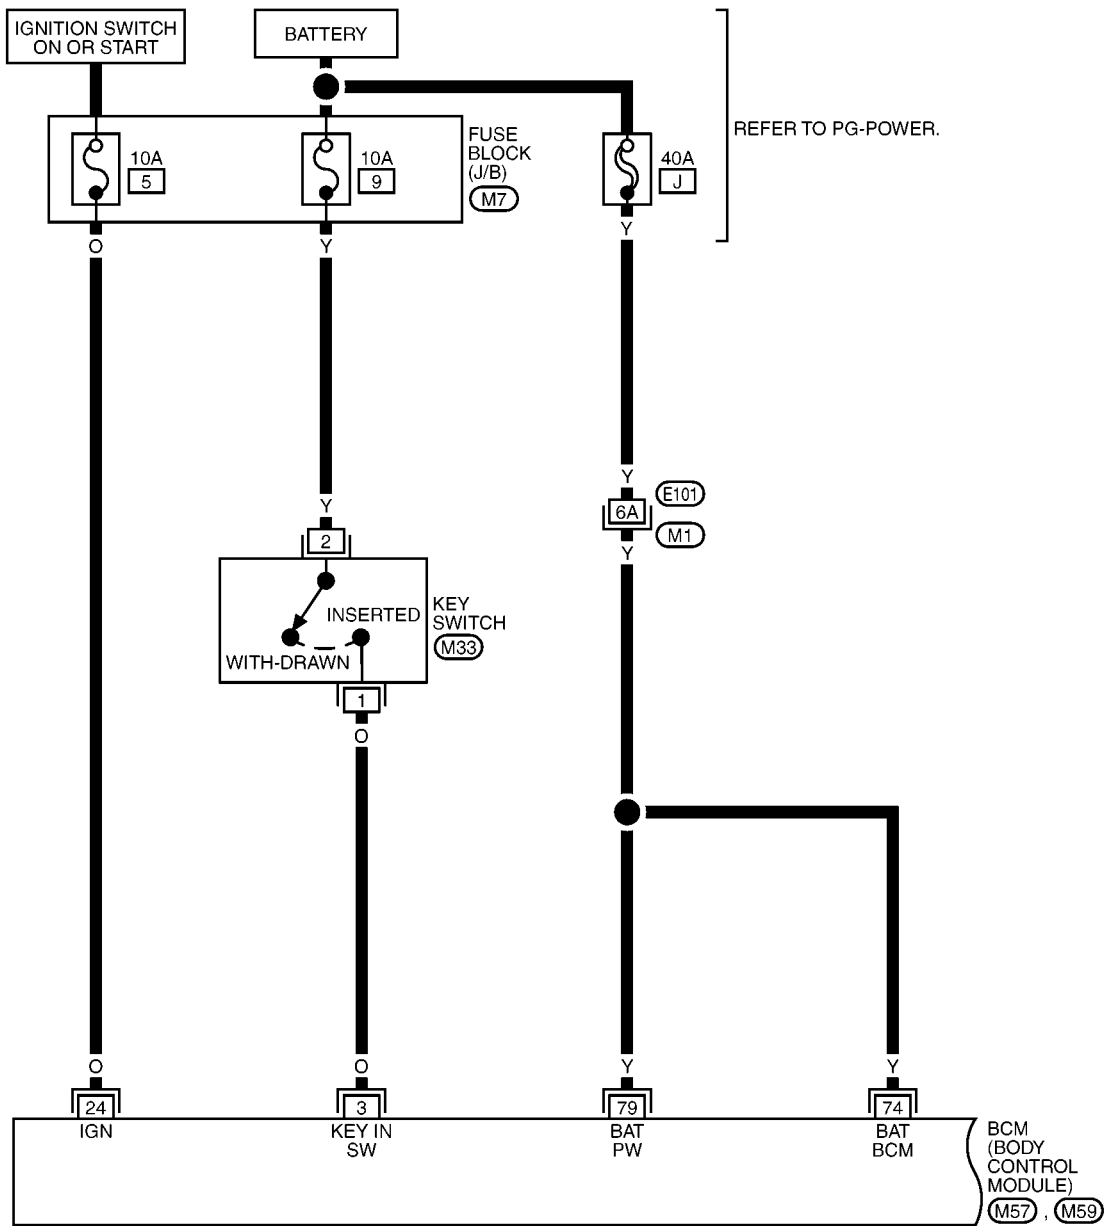 IGNITION SWITCH
ON OR START
BATTERY
REFER TO PG-POWER.
10A
5
10A
9
FUSE
BLOCK
(J/B)
M7
40A
J
O
Y
Y
Y
E101
6A
M1
Y
Y
2
INSERTED
WITH-DRAWN
KEY
SWITCH
M33
1
O
O
O
Y
Y
24
3
79
74
IGN
KEY IN
SW
BAT
PW
BAT
BCM
BCM
(BODY
CONTROL
MODULE)
M57 , M59